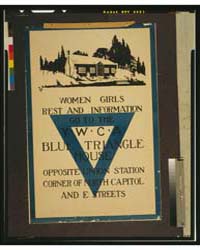 WOMEN GIRLS
REST AND INFORMATION
GO TO THE
Y·W·C·A
BLUE TRIANGLE
HOUSE
OPPOSITE UNION STATION
CORNER OF NORTH CAPITOL
AND E STREETS